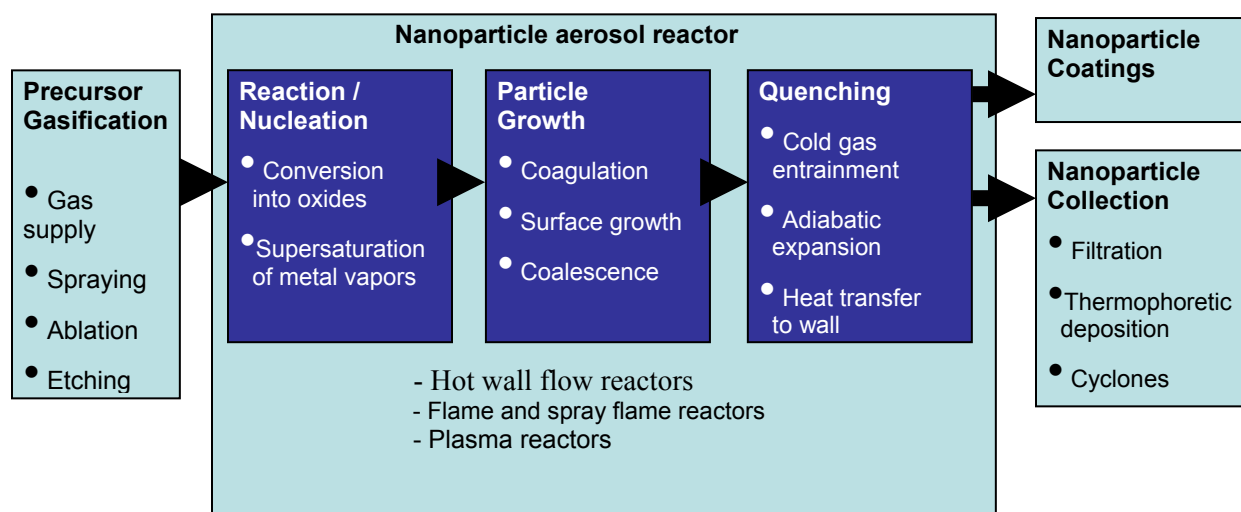 Nanoparticle aerosol reactor
Precursor
Gasification
• Gas
supply
• Spraying
• Ablation
• Etching
Reaction /
Nucleation
• Conversion
into oxides
• Supersaturation
of metal vapors
Particle
Growth
• Coagulation
• Surface growth
• Coalescence
Quenching
• Cold gas
entrainment
• Adiabatic
expansion
• Heat transfer
to wall
- Hot wall flow reactors
- Flame and spray flame reactors
- Plasma reactors
Nanoparticle
Coatings
Nanoparticle
Collection
• Filtration
• Thermophoretic
deposition
• Cyclones